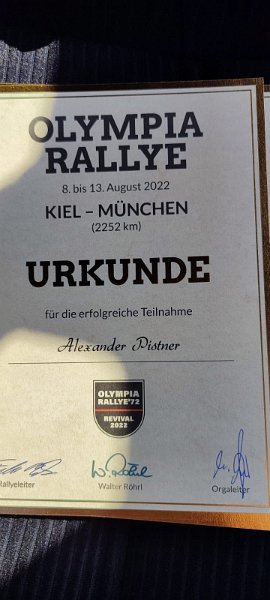 OLYMPIA
RALLYE
8. bis 13. August 2022
KIEL – MÜNCHEN
(2252 km)
URKUNDE
für die erfolgreiche Teilnahme
Alexander Pistner
OLYMPIA
RALLYE'72
REVIVAL
2022
W. Röhrl
Rallyeleiter
Walter Röhrl
Orgaleiter